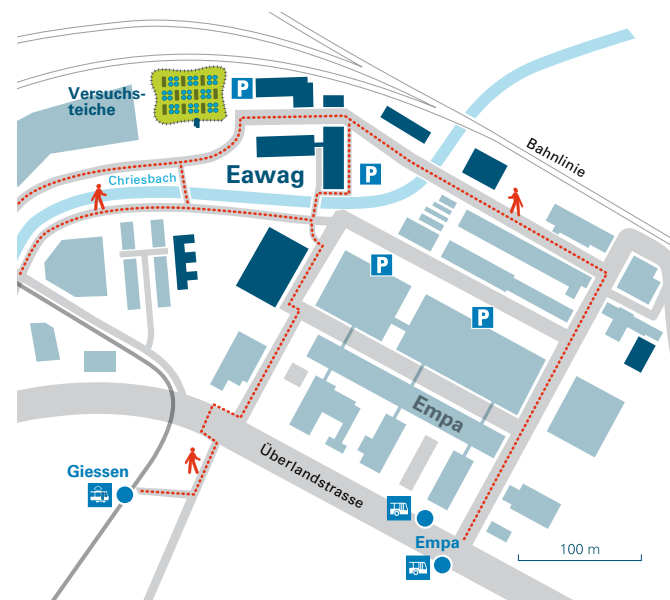 Versuchs-
teiche
P
Bahnlinie
Eawag
P
Chriesbach
P
P
Empa
Überlandstrasse
Giessen
Empa
100 m